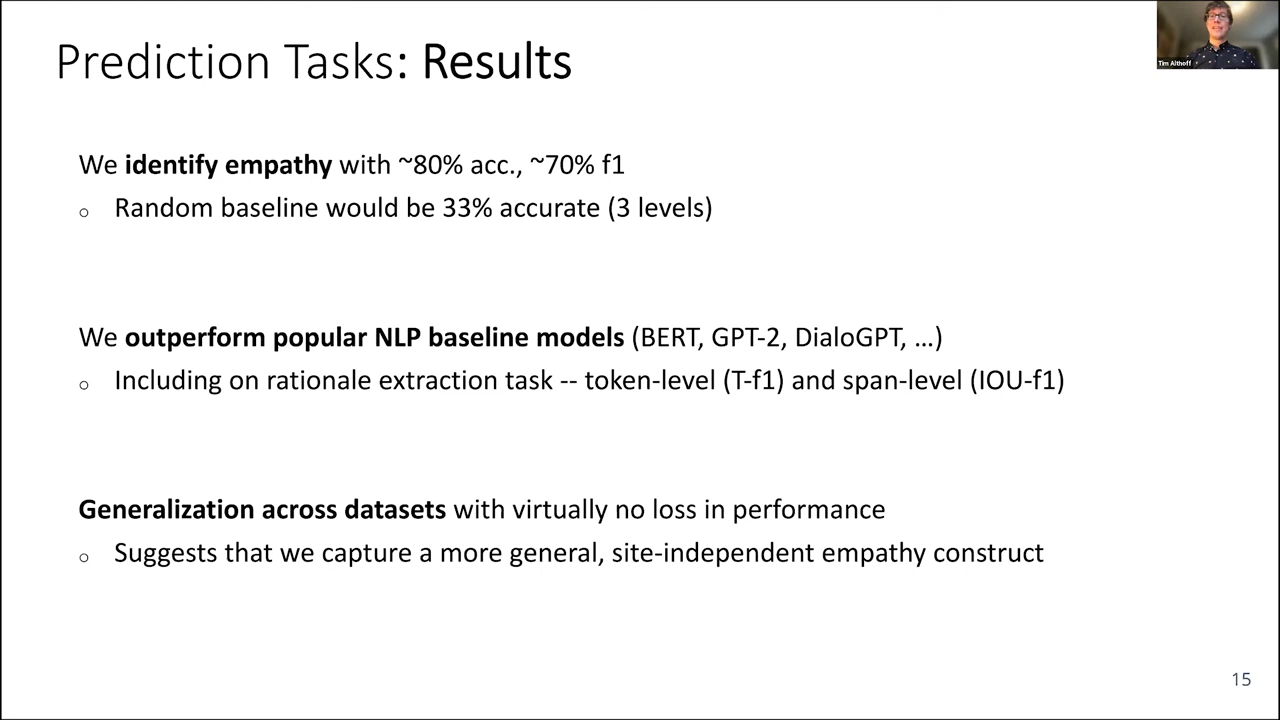 Prediction Tasks: Results
Tim Althoff
We identify empathy with ~80% acc., ~70% f1
o Random baseline would be 33% accurate (3 levels)
We outperform popular NLP baseline models (BERT, GPT-2, DialoGPT, …)
o Including on rationale extraction task -- token-level (T-f1) and span-level (IOU-f1)
Generalization across datasets with virtually no loss in performance
o Suggests that we capture a more general, site-independent empathy construct
15